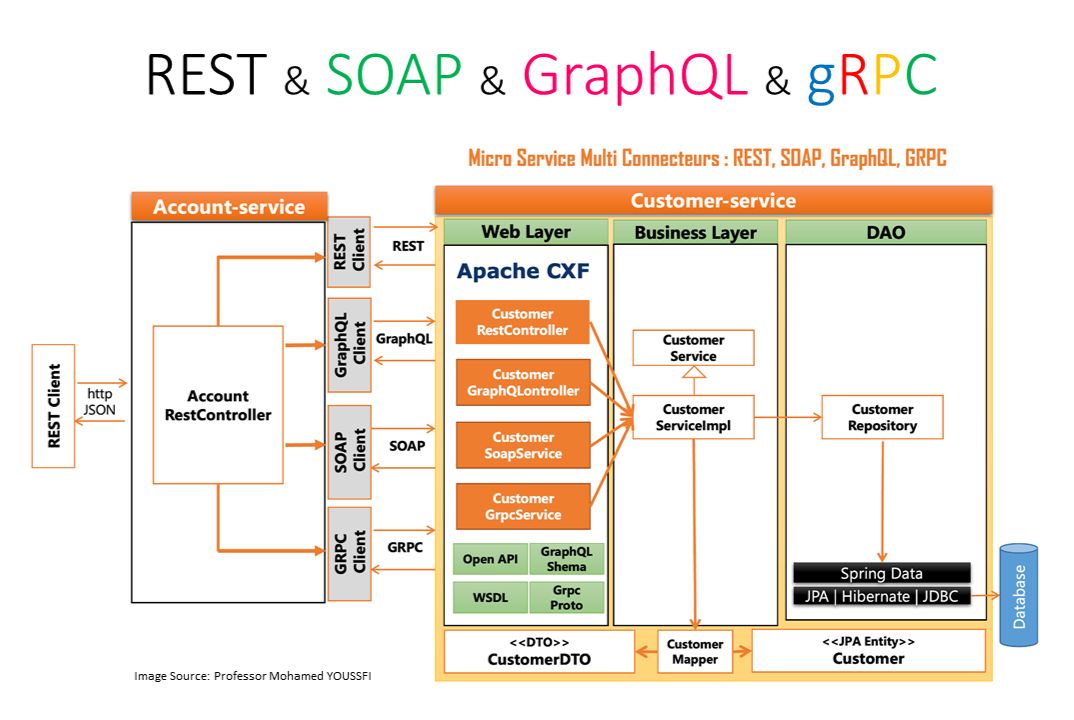 REST & SOAP & GraphQL & gRPC
Micro Service Multi Connecteurs : REST, SOAP, GraphQL, GRPC
Account-service
Customer-service
REST Client
http
JSON
Account
RestController
REST
Client
GraphQL
Client
SOAP
Client
GRPC
Client
REST
GraphQL
SOAP
GRPC
Web Layer
Apache CXF
Customer
RestController
Customer
GraphQLontroller
Customer
SoapService
Customer
GrpcService
Open API
GraphQL
Shema
WSDL
Grpc
Proto
Business Layer
Customer
Service
Customer
ServiceImpl
DAO
Customer
Repository
Spring Data
JPA | Hibernate | JDBC
Database
<<DTO>>
CustomerDTO
Customer
Mapper
<<JPA Entity>>
Customer
Image Source: Professor Mohamed YOUSSFI